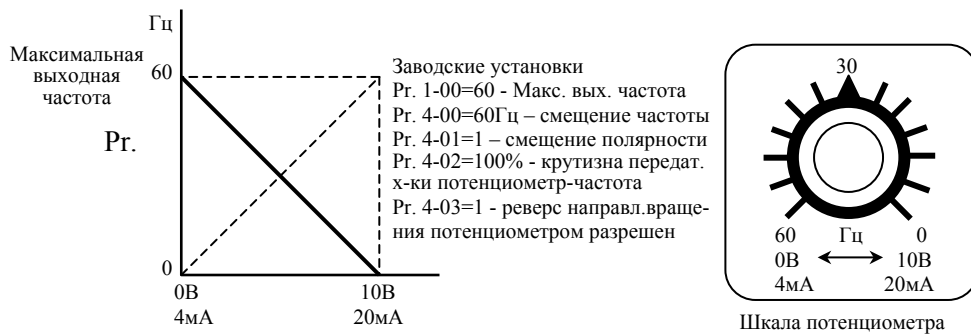 Гц
Максимальная
выходная
частота
60
Pr.
0
0В
10В
4мА
20мА
Заводские установки
Pr. 1-00=60 - Макс. вых. частота
Pr. 4-00=60Гц – смещение частоты
Pr. 4-01=1 – смещение полярности
Pr. 4-02=100% - крутизна передат.
х-ки потенциометр-частота
Pr. 4-03=1 - реверс направл.враще-
ния потенциометром разрешен
30
60 Гц 0
0В 10В
4мА 20мА
Шкала потенциометра